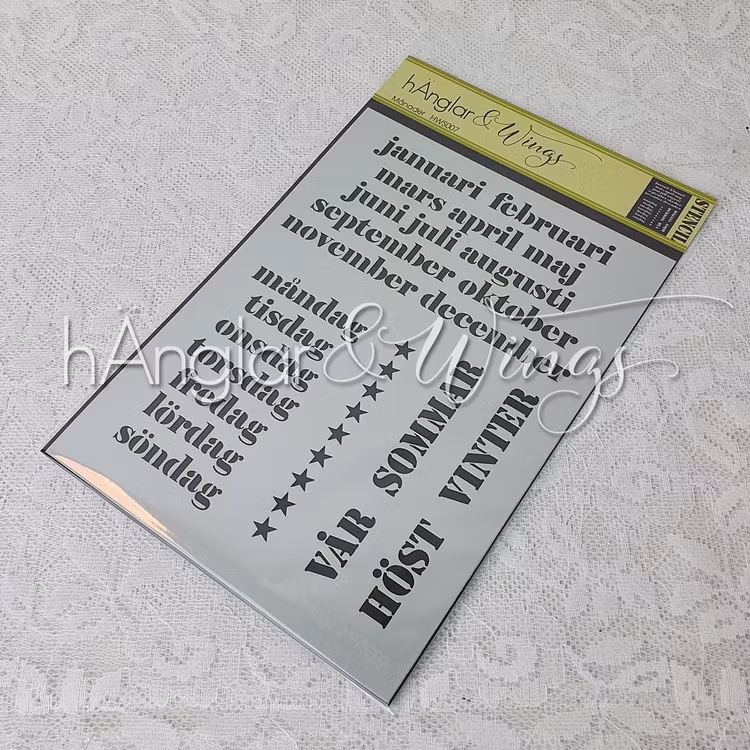 hÄnglar & Wings
Månader HWS007
STENCIL
januari februari
mars april maj
juni juli augusti
september oktober
november december
måndag
tisdag
onsdag
torsdag
fredag
lördag
söndag
VÅR SOMMAR
HÖST VINTER
hÄnglar & Wings